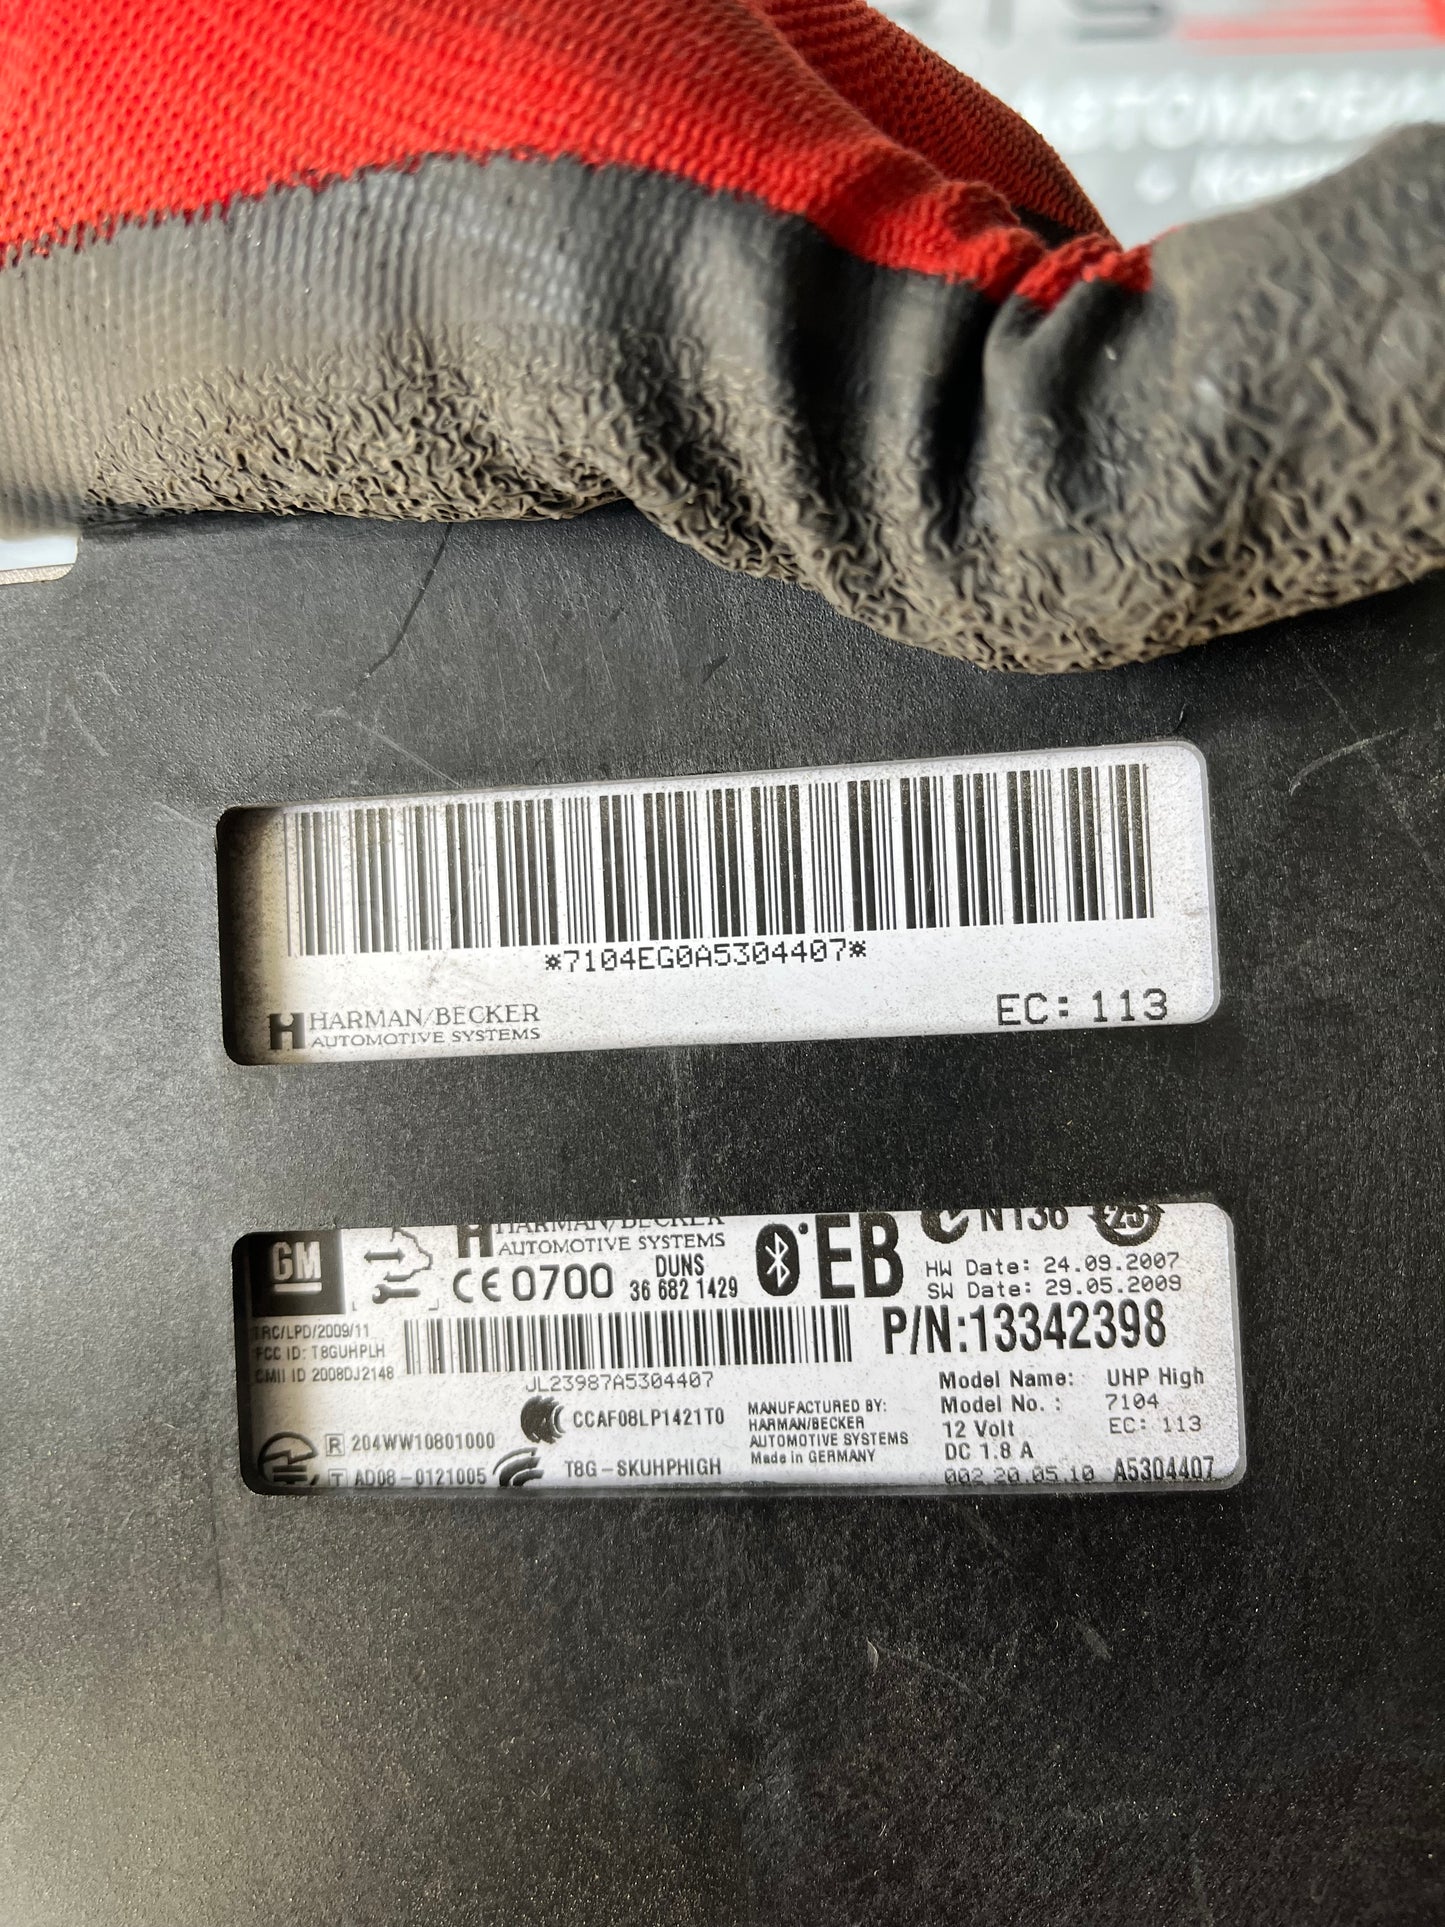 *7104EG0A5304407*
HARMAN/BECKER
AUTOMOTIVE SYSTEMS
EC: 113
GM
HARMAN/BECKER
AUTOMOTIVE SYSTEMS
CE 0700
DUNS
36 682 1429
EB
N136
25
HW Date: 24.09.2007
SW Date: 29.05.2009
P/N:13342398
TRC/LPD/2009/11
FCC ID: T8GUHPLH
CMII ID 2008DJ2148
JL23987A5304407
CCAF08LP1421T0
R 204WW10801000
T AD08-0121005
T8G-SKUHPHIGH
MANUFACTURED BY:
HARMAN/BECKER
AUTOMOTIVE SYSTEMS
Made in GERMANY
Model Name: UHP High
Model No. : 7104
12 Volt EC: 113
DC 1.8 A
002 20.05.10 A5304407